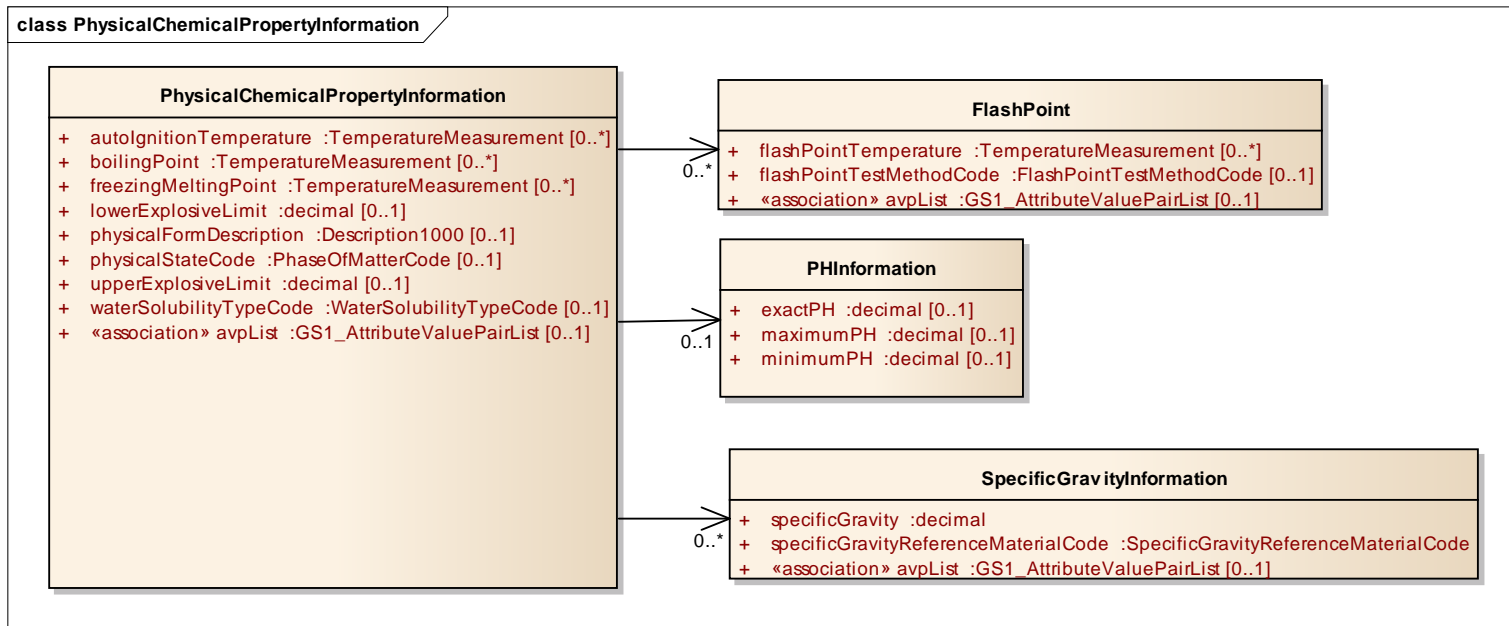 class PhysicalChemicalPropertyInformation
PhysicalChemicalPropertyInformation
+ autoIgnitionTemperature :TemperatureMeasurement [0..*]
+ boilingPoint :TemperatureMeasurement [0..*]
+ freezingMeltingPoint :TemperatureMeasurement [0..*]
+ lowerExplosiveLimit :decimal [0..1]
+ physicalFormDescription :Description1000 [0..1]
+ physicalStateCode :PhaseOfMatterCode [0..1]
+ upperExplosiveLimit :decimal [0..1]
+ waterSolubilityTypeCode :WaterSolubilityTypeCode [0..1]
+ «association» avpList :GS1_AttributeValuePairList [0..1]
0..*
FlashPoint
+ flashPointTemperature :TemperatureMeasurement [0..*]
+ flashPointTestMethodCode :FlashPointTestMethodCode [0..1]
+ «association» avpList :GS1_AttributeValuePairList [0..1]
0..1
PHInformation
+ exactPH :decimal [0..1]
+ maximumPH :decimal [0..1]
+ minimumPH :decimal [0..1]
0..*
SpecificGravityInformation
+ specificGravity :decimal
+ specificGravityReferenceMaterialCode :SpecificGravityReferenceMaterialCode
+ «association» avpList :GS1_AttributeValuePairList [0..1]